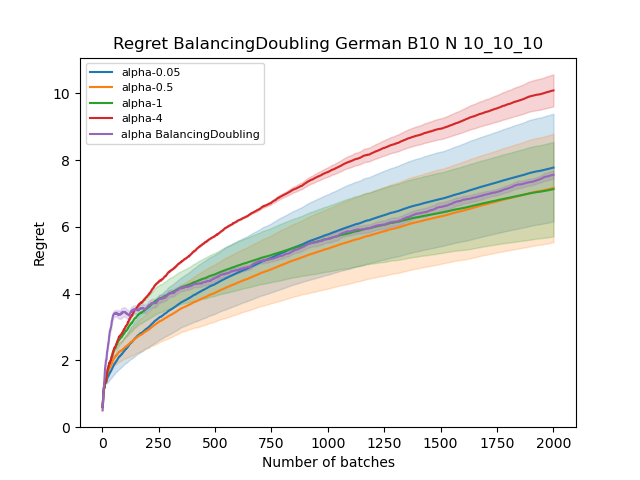 Regret BalancingDoubling German B10 N 10_10_10
alpha-0.05
alpha-0.5
alpha-1
alpha-4
alpha BalancingDoubling
Regret
10
8
6
4
2
0
0 250 500 750 1000 1250 1500 1750 2000
Number of batches